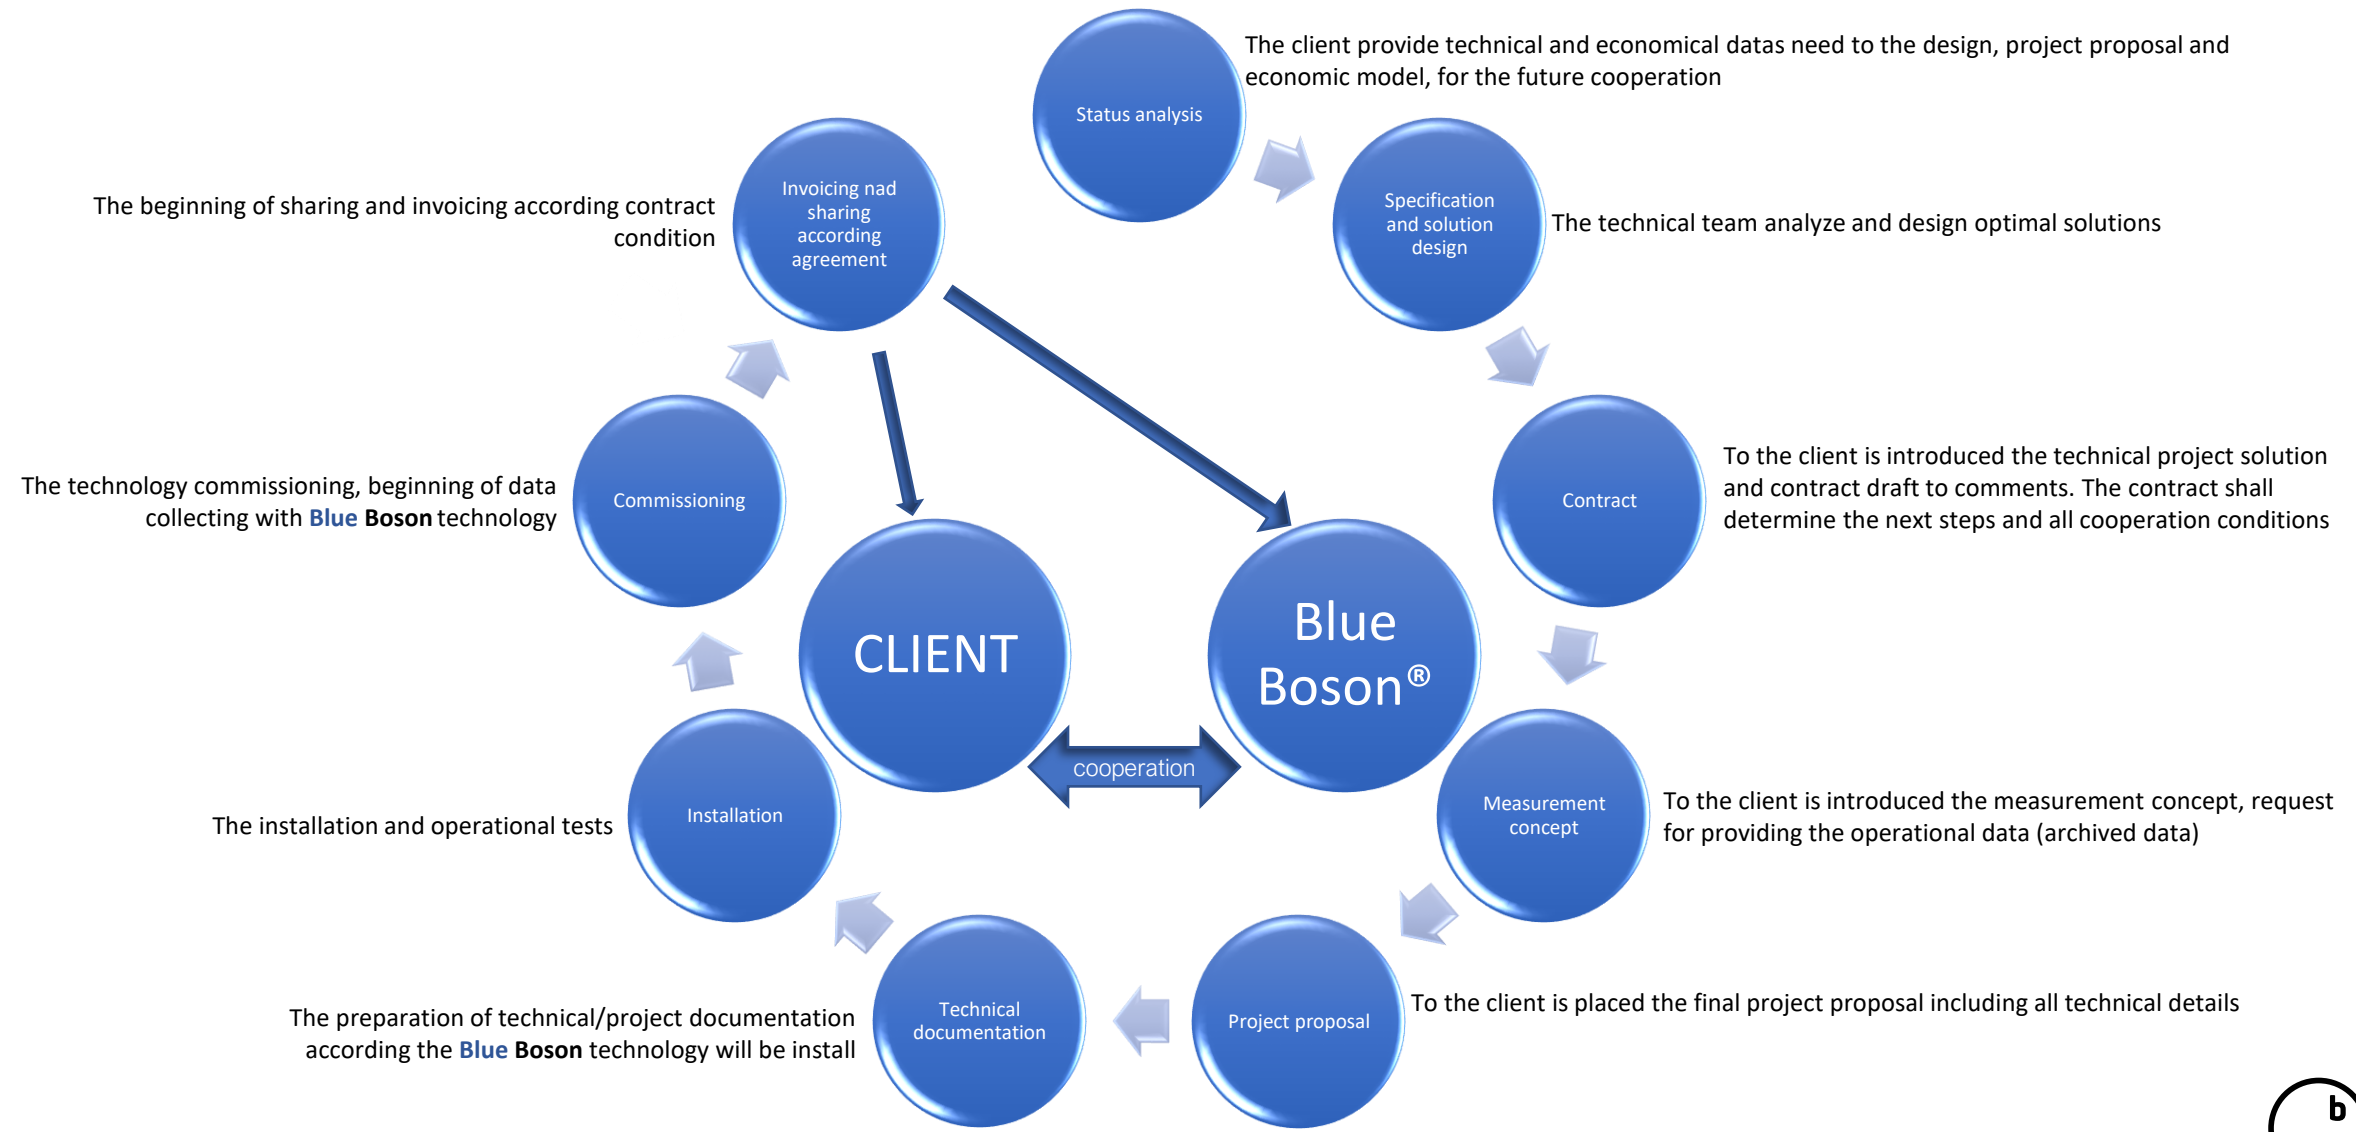 Status analysis
The client provide technical and economical datas need to the design, project proposal and
economic model, for the future cooperation
Specification
and solution
design
The technical team analyze and design optimal solutions
Contract
To the client is introduced the technical project solution
and contract draft to comments. The contract shall
determine the next steps and all cooperation conditions
Measurement
concept
To the client is introduced the measurement concept, request
for providing the operational data (archived data)
Project proposal
To the client is placed the final project proposal including all technical details
Technical
documentation
The preparation of technical/project documentation
according the Blue Boson technology will be install
Installation
The installation and operational tests
Commissioning
The technology commissioning, beginning of data
collecting with Blue Boson technology
Invoicing nad
sharing
according
agreement
The beginning of sharing and invoicing according contract
condition
CLIENT
Blue
Boson®
cooperation
b